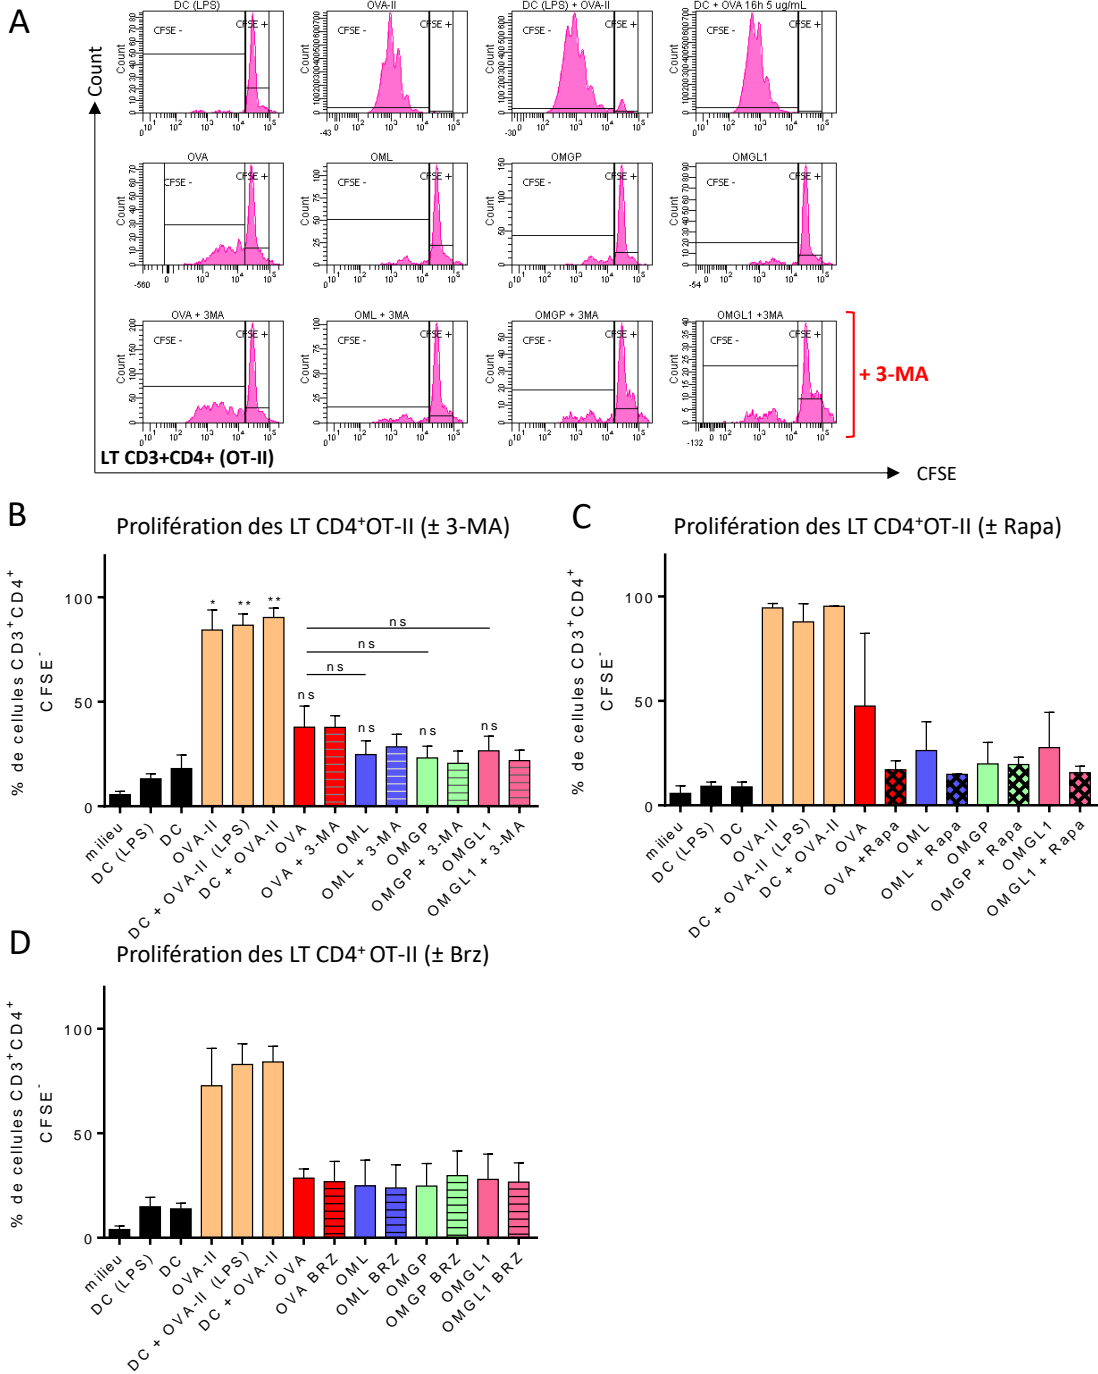 A
DC (LPS)
OVA-II
DC (LPS) + OVA-II
DC + OVA 16h 5 ug/mL
CFSE -
CFSE +
CFSE -
CFSE -
CFSE -
Count
OVA
OML
OMGP
OMGL1
CFSE -
CFSE +
CFSE -
CFSE +
CFSE -
CFSE +
CFSE -
CFSE +
OVA + 3MA
OML + 3MA
OMGP + 3MA
OMGL1 +3MA
CFSE -
CFSE +
CFSE -
CFSE +
CFSE -
CFSE +
CFSE -
CFSE +
+ 3-MA
LT CD3+CD4+ (OT-II)
CFSE
B
Prolifération des LT CD4+OT-II (± 3-MA)
% de cellules CD3+CD4+
CFSE-
100
50
0
* ** **
ns
ns
ns
ns ns ns ns
milieu
DC (LPS)
DC
OVA-II
DC + OVA-II (LPS)
DC + OVA-II
OVA
OVA + 3-MA
OML
OML + 3-MA
OMGP
OMGP + 3-MA
OMGL1
OMGL1 + 3-MA
C
Prolifération des LT CD4+OT-II (± Rapa)
% de cellules CD3+CD4+
CFSE-
100
50
0
milieu
DC (LPS)
DC
OVA-II
DC + OVA-II (LPS)
DC + OVA-II
OVA
OVA +Rapa
OML
OML + Rapa
OMGP
OMGP + Rapa
OMGL1
OMGL1 + Rapa
D
Prolifération des LT CD4+ OT-II (± Brz)
% de cellules CD3+CD4+
CFSE-
100
50
0
milieu
DC (LPS)
DC
OVA-II
DC + OVA-II (LPS)
DC + OVA-II
OVA
OVA BRZ
OML
OML BRZ
OMGP
OMGP BRZ
OMGL1
OMGL1 BRZ